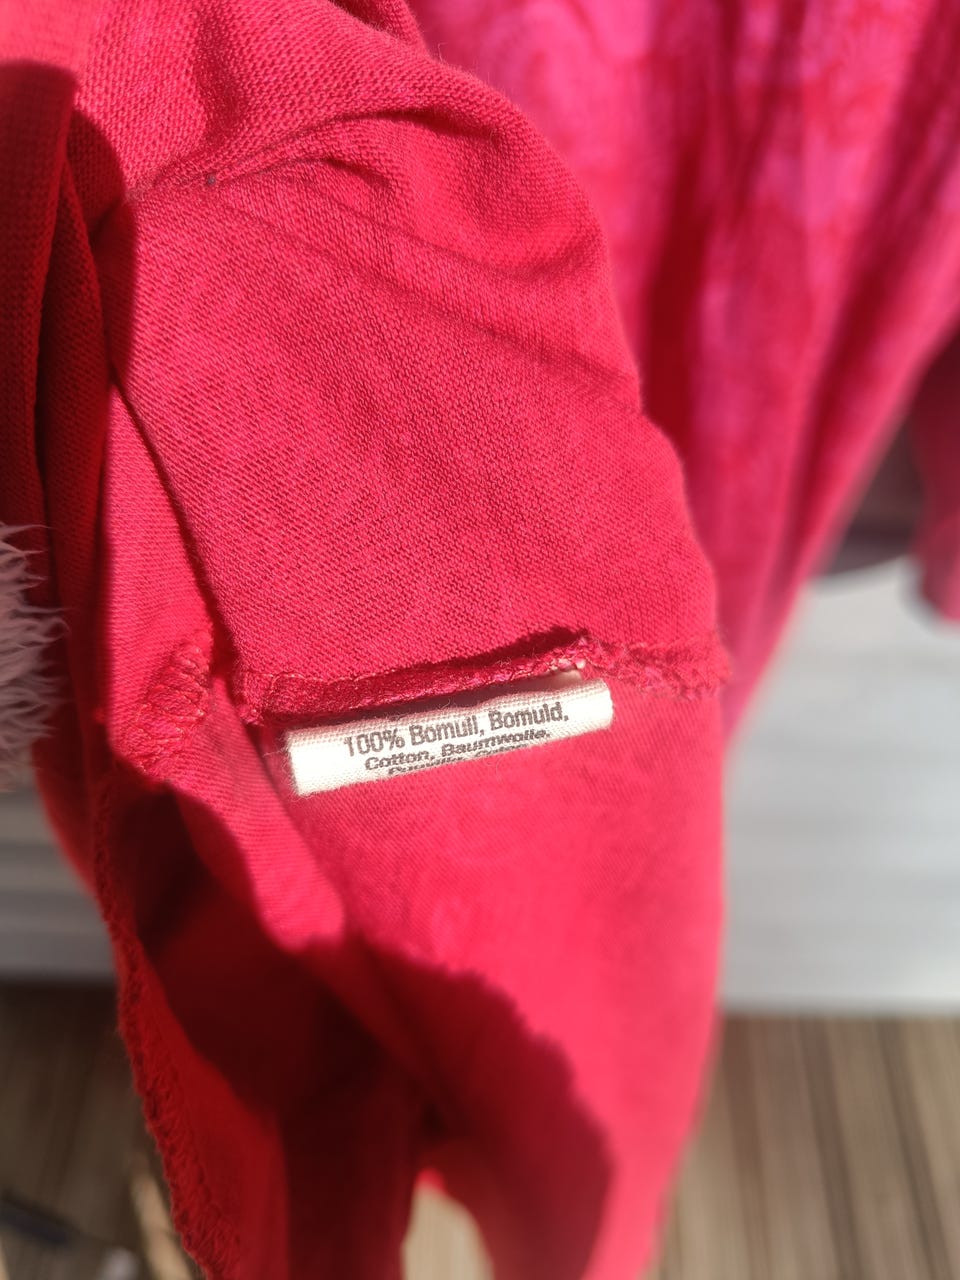 100% Bomull, Bomuld,
Cotton, Baumwolle,